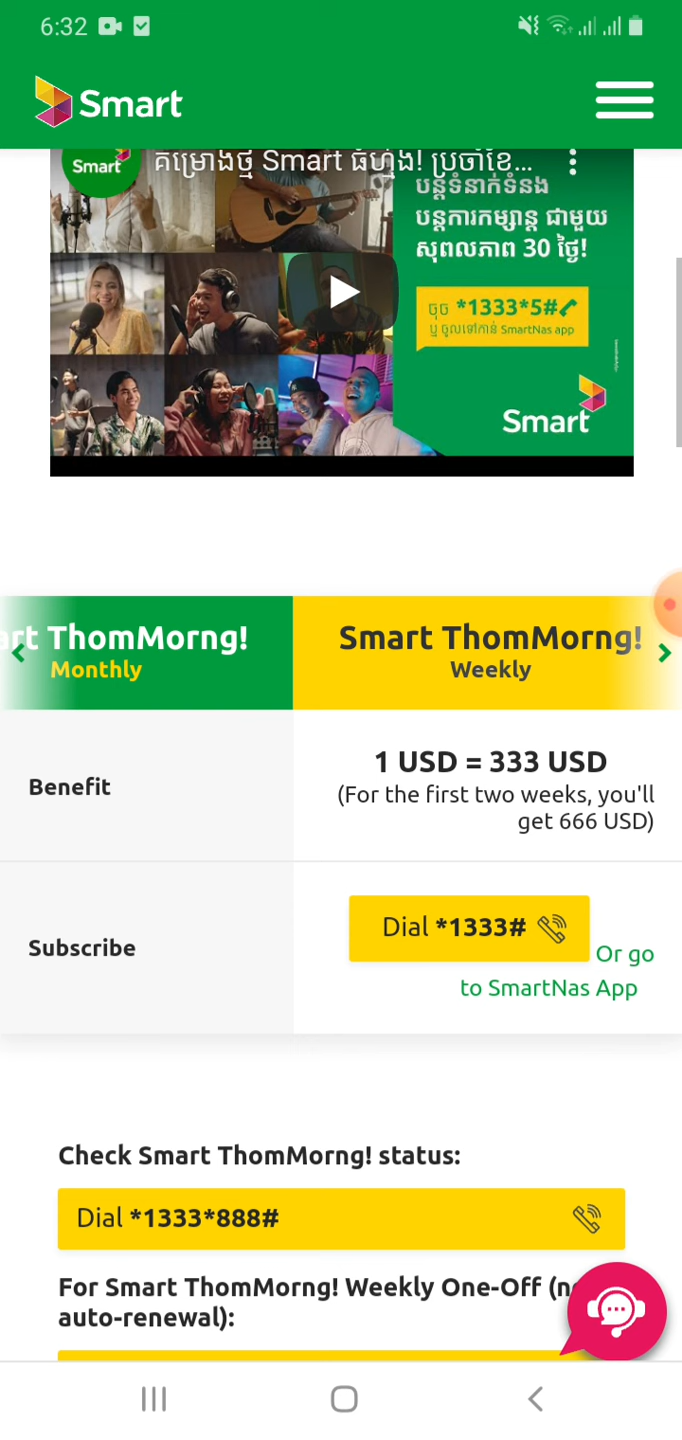 6:32
Smart
Smart
គម្រោងថ្មី Smart ធំហ្ម៉ង! ប្រចាំខែ...
បន្តទំនាក់ទំនង
បន្តការកម្សាន្ត ជាមួយ
សុពលភាព 30 ថ្ងៃ!
ចុច *1333*5#
ឬ ចូលទៅកាន់ SmartNas app
Smart
art ThomMorng!
Monthly
Smart ThomMorng!
Weekly
Benefit
1 USD = 333 USD
(For the first two weeks, you'll
get 666 USD)
Subscribe
Dial *1333#
Or go
to SmartNas App
Check Smart ThomMorng! status:
Dial *1333*888#
For Smart ThomMorng! Weekly One-Off (n
auto-renewal):